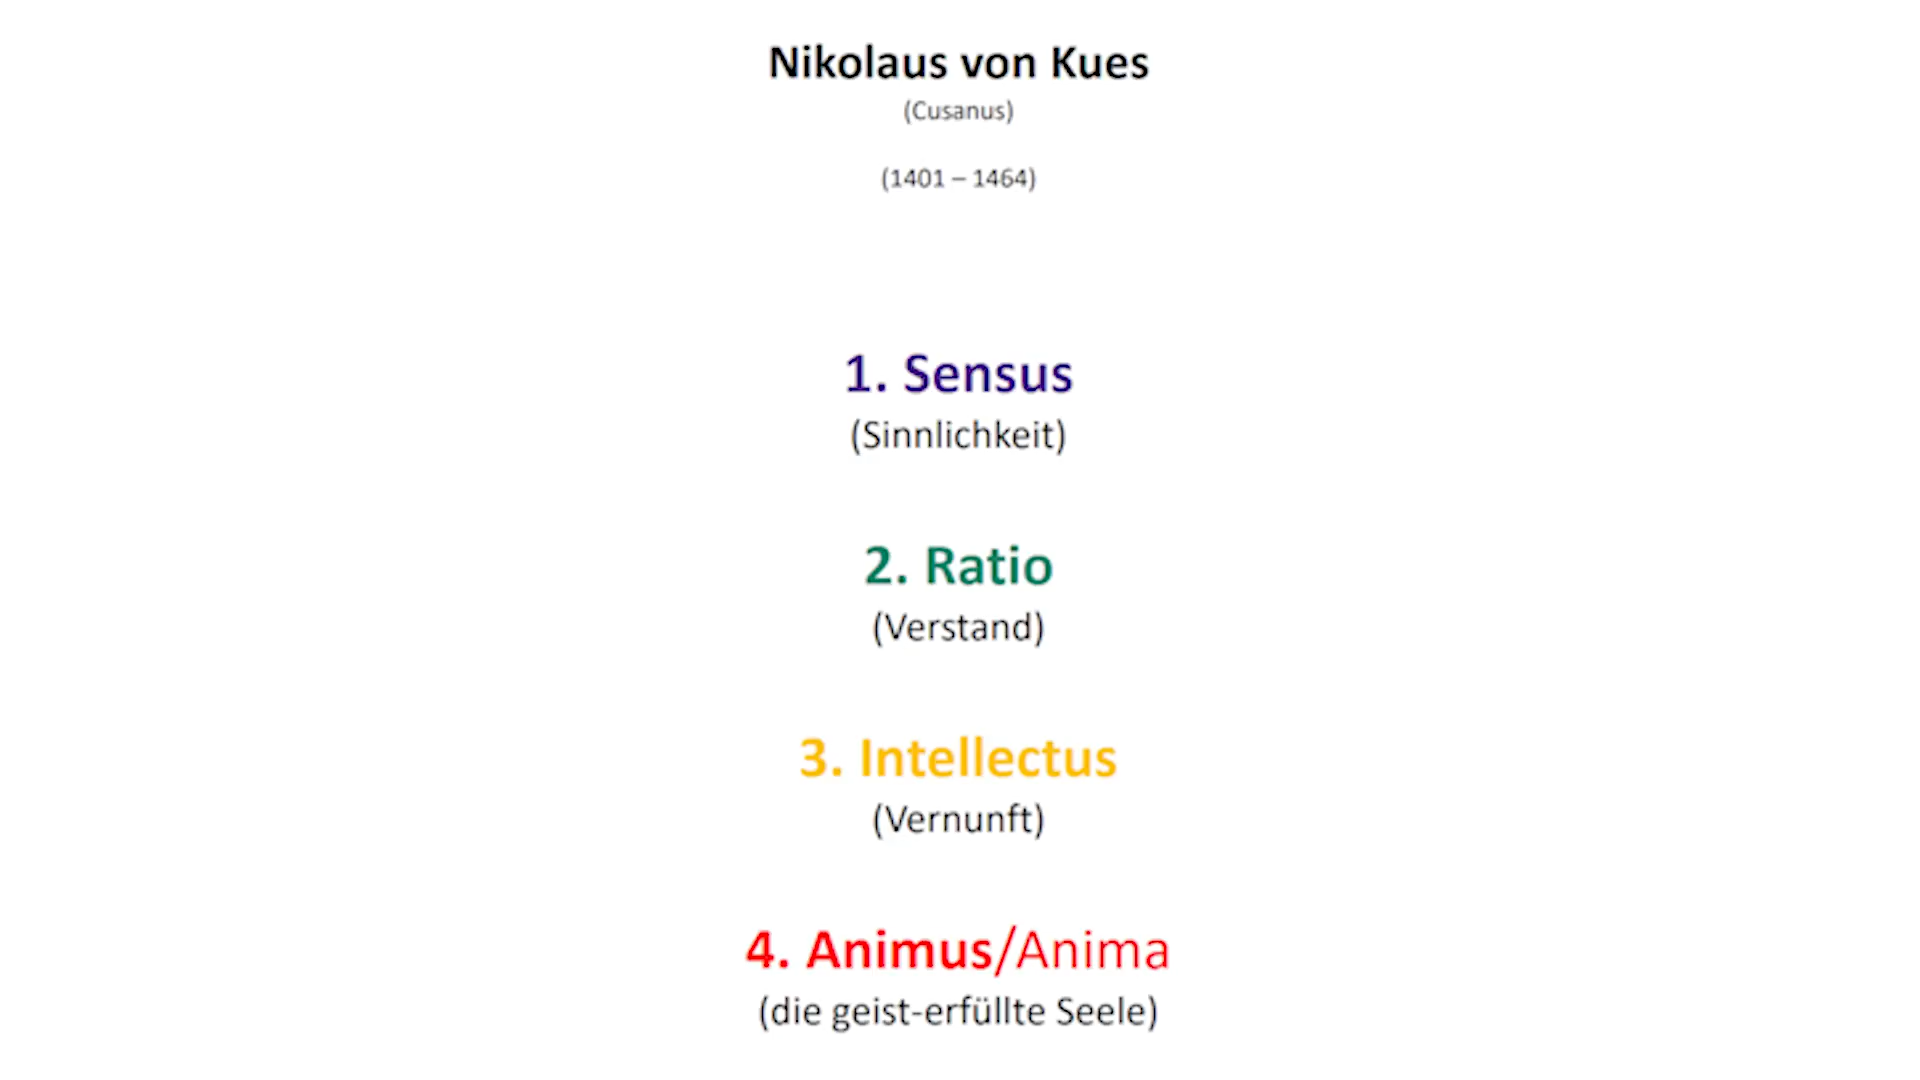 Nikolaus von Kues
(Cusanus)
(1401 – 1464)
1. Sensus
(Sinnlichkeit)
2. Ratio
(Verstand)
3. Intellectus
(Vernunft)
4. Animus/Anima
(die geist-erfüllte Seele)